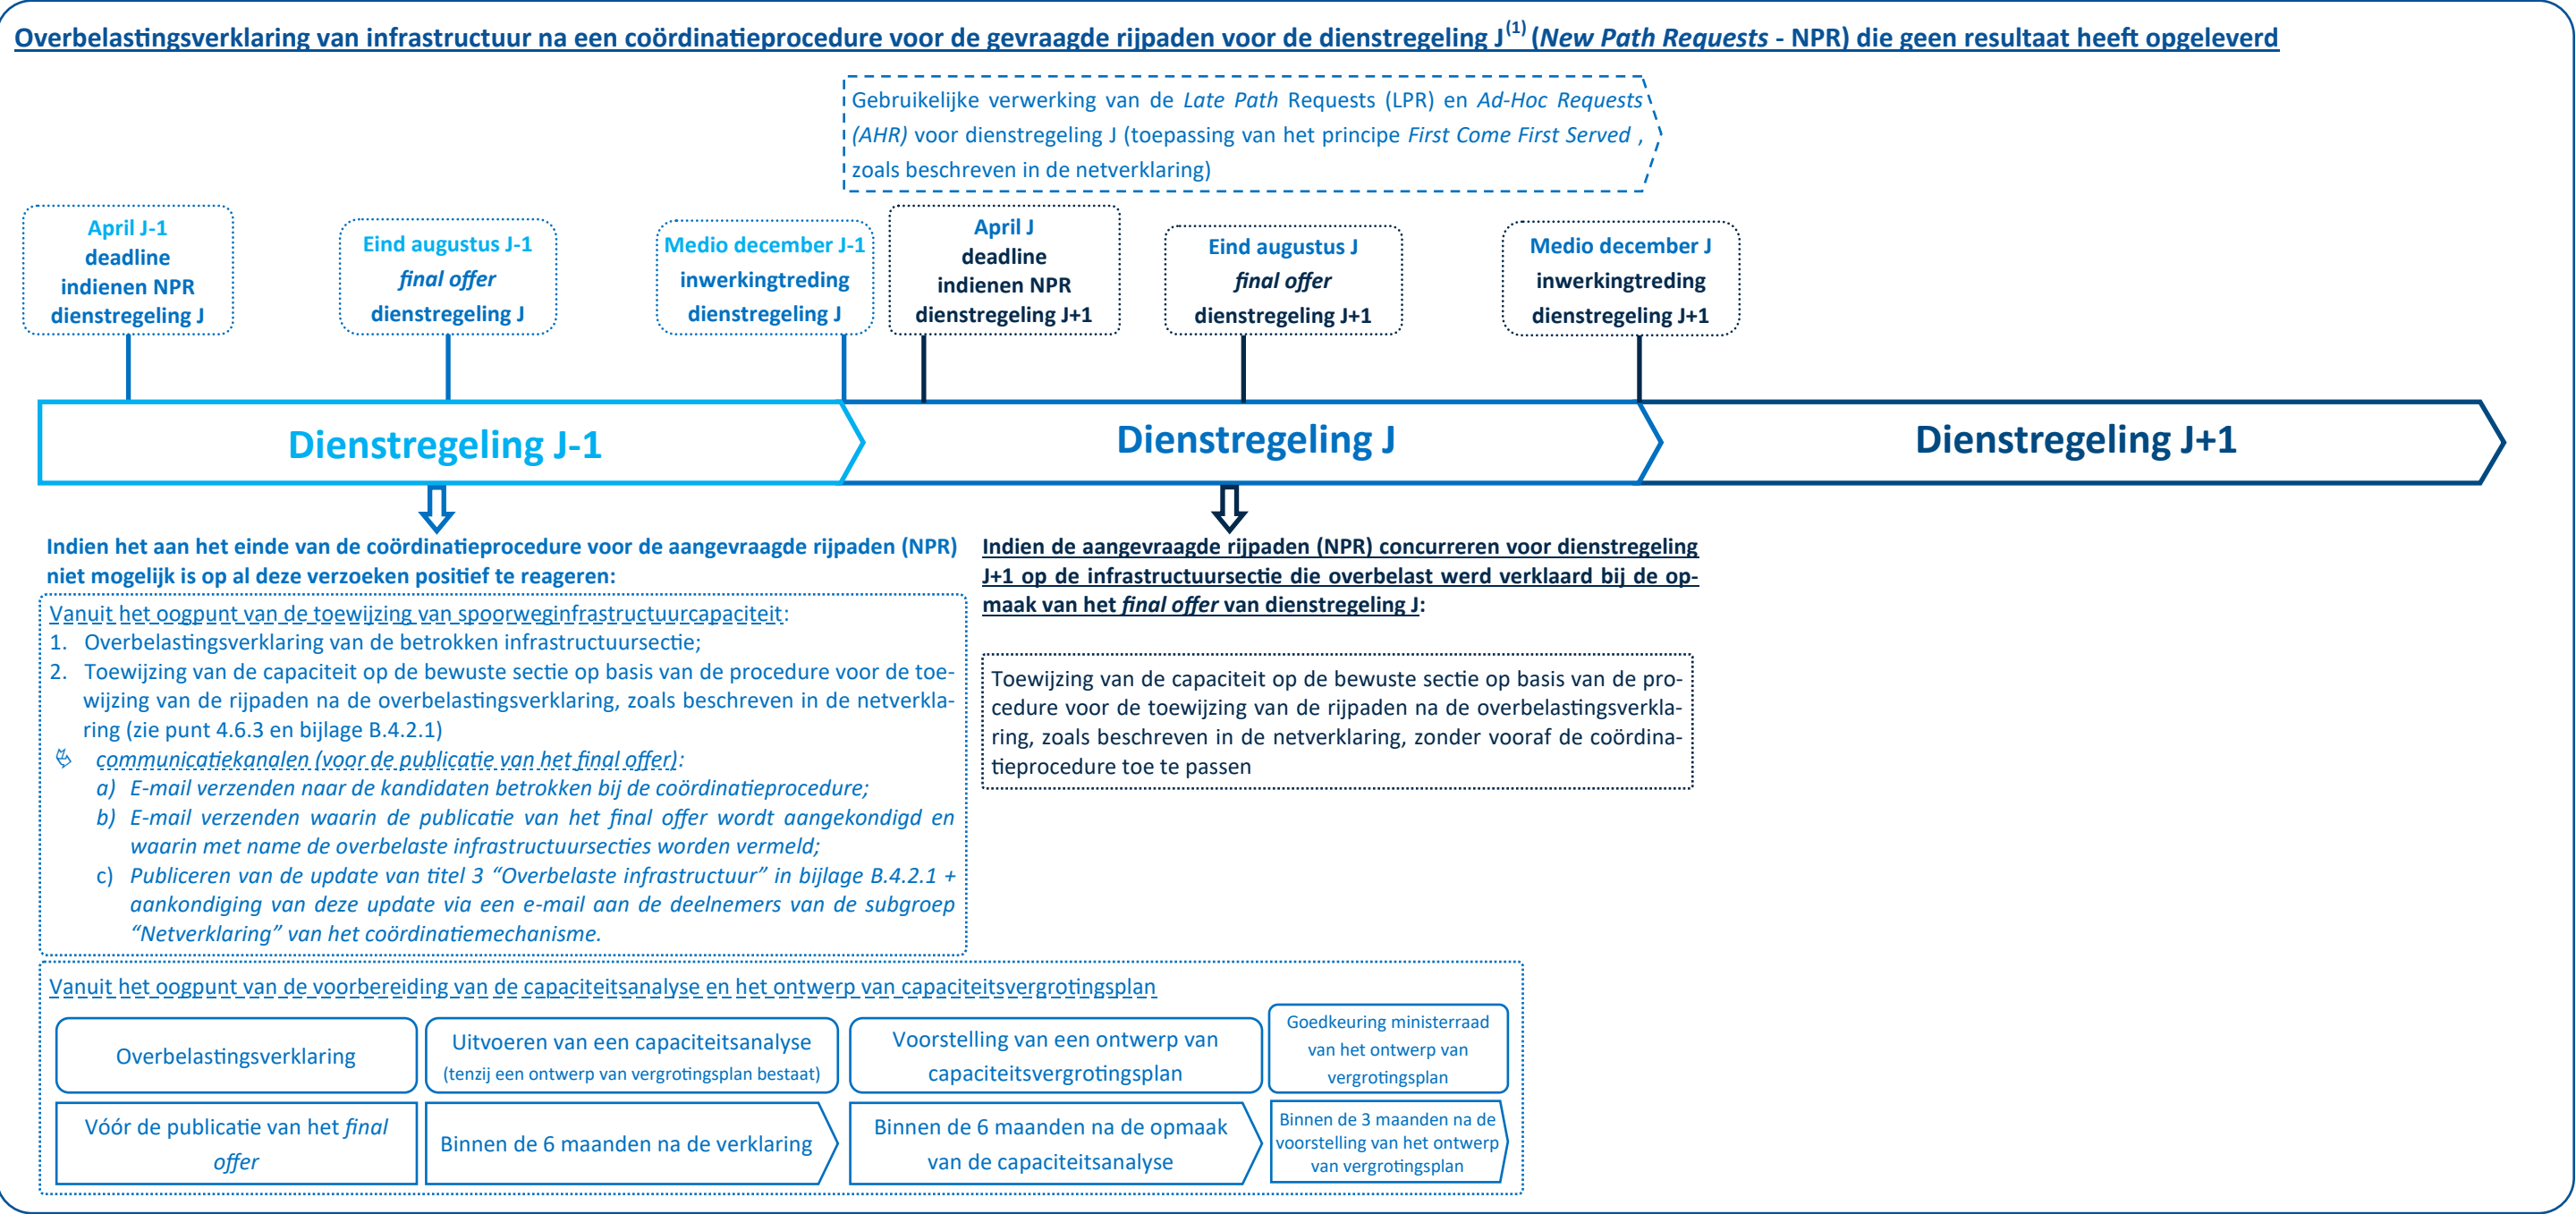 Overbelastingsverklaring van infrastructuur na een coördinatieprocedure voor de gevraagde rijpaden voor de dienstregeling J(1) (New Path Requests - NPR) die geen resultaat heeft opgeleverd
Gebruikelijke verwerking van de Late Path Requests (LPR) en Ad-Hoc Requests
(AHR) voor dienstregeling J (toepassing van het principe First Come First Served ,
zoals beschreven in de netverklaring)
April J-1
deadline
indienen NPR
dienstregeling J
Eind augustus J-1
final offer
dienstregeling J
Medio december J-1
inwerkingtreding
dienstregeling J
April J
deadline
indienen NPR
dienstregeling J+1
Eind augustus J
final offer
dienstregeling J+1
Medio december J
inwerkingtreding
dienstregeling J+1
Dienstregeling J-1
Dienstregeling J
Dienstregeling J+1
Indien het aan het einde van de coördinatieprocedure voor de aangevraagde rijpaden (NPR)
niet mogelijk is op al deze verzoeken positief te reageren:
Vanuit het oogpunt van de toewijzing van spoorweginfrastructuurcapaciteit:
1. Overbelastingsverklaring van de betrokken infrastructuursectie;
2. Toewijzing van de capaciteit op de bewuste sectie op basis van de procedure voor de toe-
wijzing van de rijpaden na de overbelastingsverklaring, zoals beschreven in de netverkla-
ring (zie punt 4.6.3 en bijlage B.4.2.1)
communicatiekanalen (voor de publicatie van het final offer):
a) E-mail verzenden naar de kandidaten betrokken bij de coördinatieprocedure;
b) E-mail verzenden waarin de publicatie van het final offer wordt aangekondigd en
waarin met name de overbelaste infrastructuursecties worden vermeld;
c) Publiceren van de update van titel 3 “Overbelaste infrastructuur” in bijlage B.4.2.1 +
aankondiging van deze update via een e-mail aan de deelnemers van de subgroep
“Netverklaring” van het coördinatiemechanisme.
Indien de aangevraagde rijpaden (NPR) concurreren voor dienstregeling
J+1 op de infrastructuursectie die overbelast werd verklaard bij de op-
maak van het final offer van dienstregeling J:
Toewijzing van de capaciteit op de bewuste sectie op basis van de pro-
cedure voor de toewijzing van de rijpaden na de overbelastingsverkla-
ring, zoals beschreven in de netverklaring, zonder vooraf de coördina-
tieprocedure toe te passen
Vanuit het oogpunt van de voorbereiding van de capaciteitsanalyse en het ontwerp van capaciteitsvergrotingsplan
Overbelastingsverklaring
Uitvoeren van een capaciteitsanalyse
(tenzij een ontwerp van vergrotingsplan bestaat)
Voorstelling van een ontwerp van
capaciteitsvergrotingsplan
Goedkeuring ministerraad
van het ontwerp van
vergrotingsplan
Vóór de publicatie van het final
offer
Binnen de 6 maanden na de verklaring
Binnen de 6 maanden na de opmaak
van de capaciteitsanalyse
Binnen de 3 maanden na de
voorstelling van het ontwerp
van vergrotingsplan